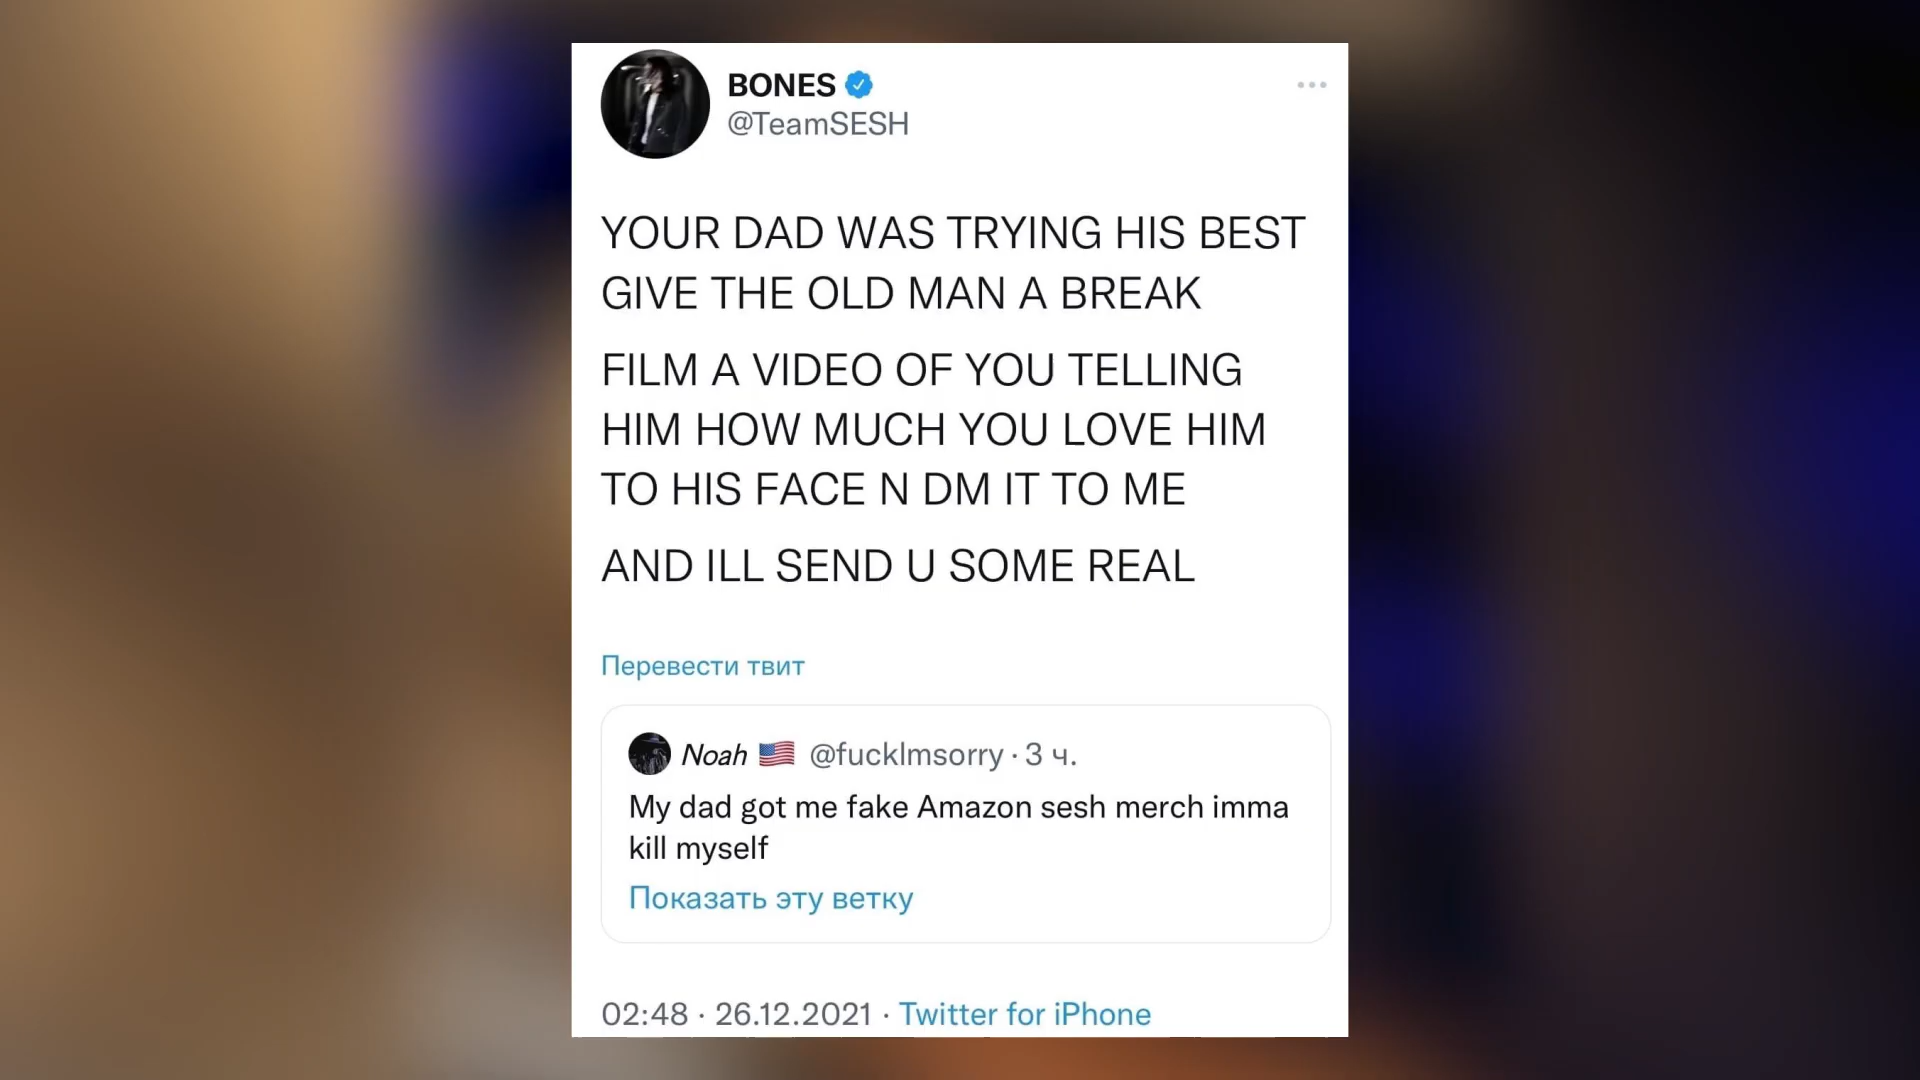 BONES
@TeamSESH
YOUR DAD WAS TRYING HIS BEST
GIVE THE OLD MAN A BREAK
FILM A VIDEO OF YOU TELLING
HIM HOW MUCH YOU LOVE HIM
TO HIS FACE N DM IT TO ME
AND ILL SEND U SOME REAL
Перевести твит
Noah 🇺🇸 @fucklmsorry · 3 ч.
My dad got me fake Amazon sesh merch imma
kill myself
Показать эту ветку
02:48 · 26.12.2021 · Twitter for iPhone